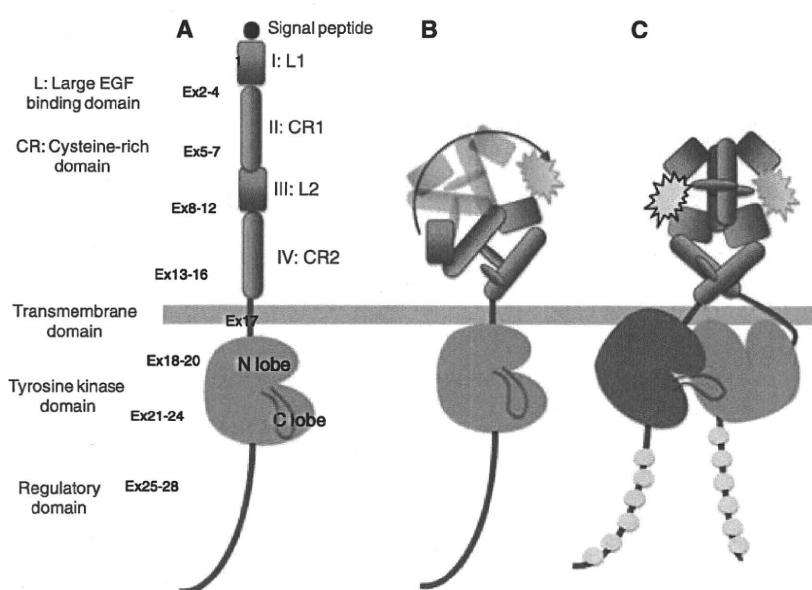 A
B
C
Signal peptide
I: L1
L: Large EGF
binding domain
Ex2-4
II: CR1
CR: Cysteine-rich
domain
Ex5-7
III: L2
Ex8-12
IV: CR2
Ex13-16
Transmembrane
domain
Ex17
Ex18-20
N lobe
Tyrosine kinase
domain
Ex21-24
C lobe
Regulatory
domain
Ex25-28